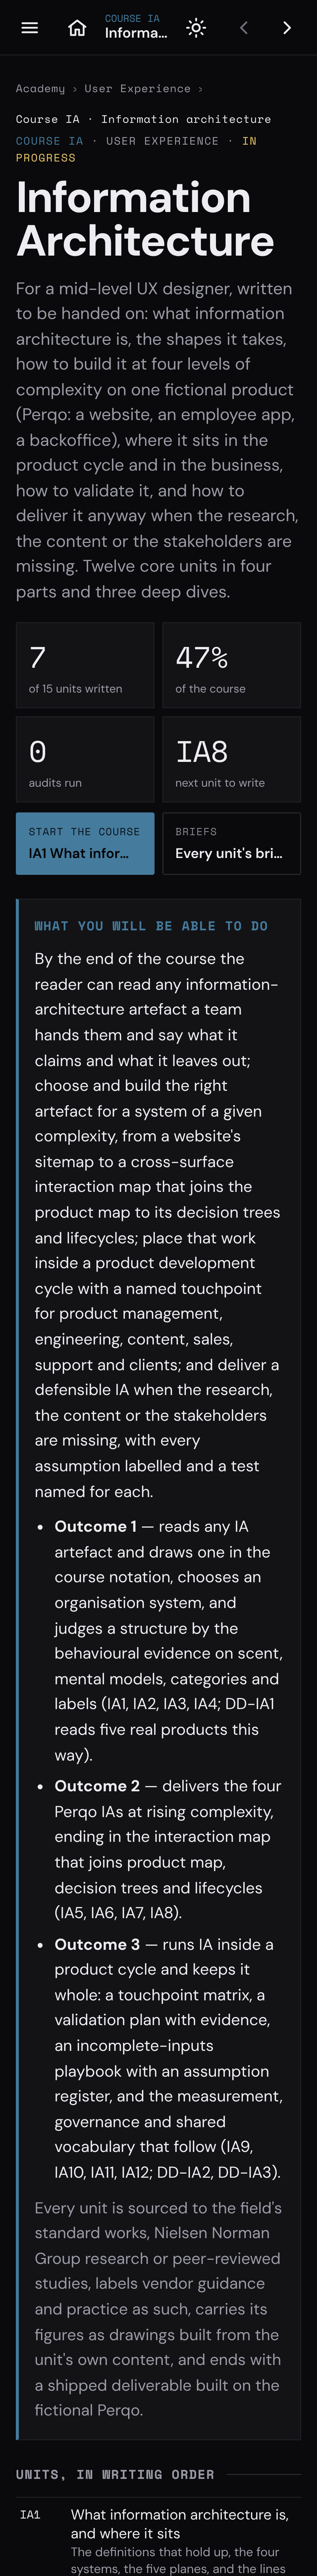 COURSE IA
Informa...
Academy › User Experience ›
Course IA · Information architecture
COURSE IA · USER EXPERIENCE · IN
PROGRESS
Information
Architecture
For a mid-level UX designer, written
to be handed on: what information
architecture is, the shapes it takes,
how to build it at four levels of
complexity on one fictional product
(Perqo: a website, an employee app,
a backoffice), where it sits in the
product cycle and in the business,
how to validate it, and how to
deliver it anyway when the research,
the content or the stakeholders are
missing. Twelve core units in four
parts and three deep dives.
7
of 15 units written
47%
of the course
0
audits run
IA8
next unit to write
START THE COURSE
IA1 What infor...
BRIEFS
Every unit's bri...
WHAT YOU WILL BE ABLE TO DO
By the end of the course the
reader can read any information-
architecture artefact a team
hands them and say what it
claims and what it leaves out;
choose and build the right
artefact for a system of a given
complexity, from a website's
sitemap to a cross-surface
interaction map that joins the
product map to its decision trees
and lifecycles; place that work
inside a product development
cycle with a named touchpoint
for product management,
engineering, content, sales,
support and clients; and deliver a
defensible IA when the research,
the content or the stakeholders
are missing, with every
assumption labelled and a test
named for each.
• Outcome 1 — reads any IA
artefact and draws one in the
course notation, chooses an
organisation system, and
judges a structure by the
behavioural evidence on scent,
mental models, categories and
labels (IA1, IA2, IA3, IA4; DD-IA1
reads five real products this
way).
• Outcome 2 — delivers the four
Perqo IAs at rising complexity,
ending in the interaction map
that joins product map,
decision trees and lifecycles
(IA5, IA6, IA7, IA8).
• Outcome 3 — runs IA inside a
product cycle and keeps it
whole: a touchpoint matrix, a
validation plan with evidence,
an incomplete-inputs
playbook with an assumption
register, and the measurement,
governance and shared
vocabulary that follow (IA9,
IA10, IA11, IA12; DD-IA2, DD-IA3).
Every unit is sourced to the field's
standard works, Nielsen Norman
Group research or peer-reviewed
studies, labels vendor guidance
and practice as such, carries its
figures as drawings built from the
unit's own content, and ends with
a shipped deliverable built on the
fictional Perqo.
UNITS, IN WRITING ORDER
IA1
What information architecture is,
and where it sits
The definitions that hold up, the four
systems, the five planes, and the lines